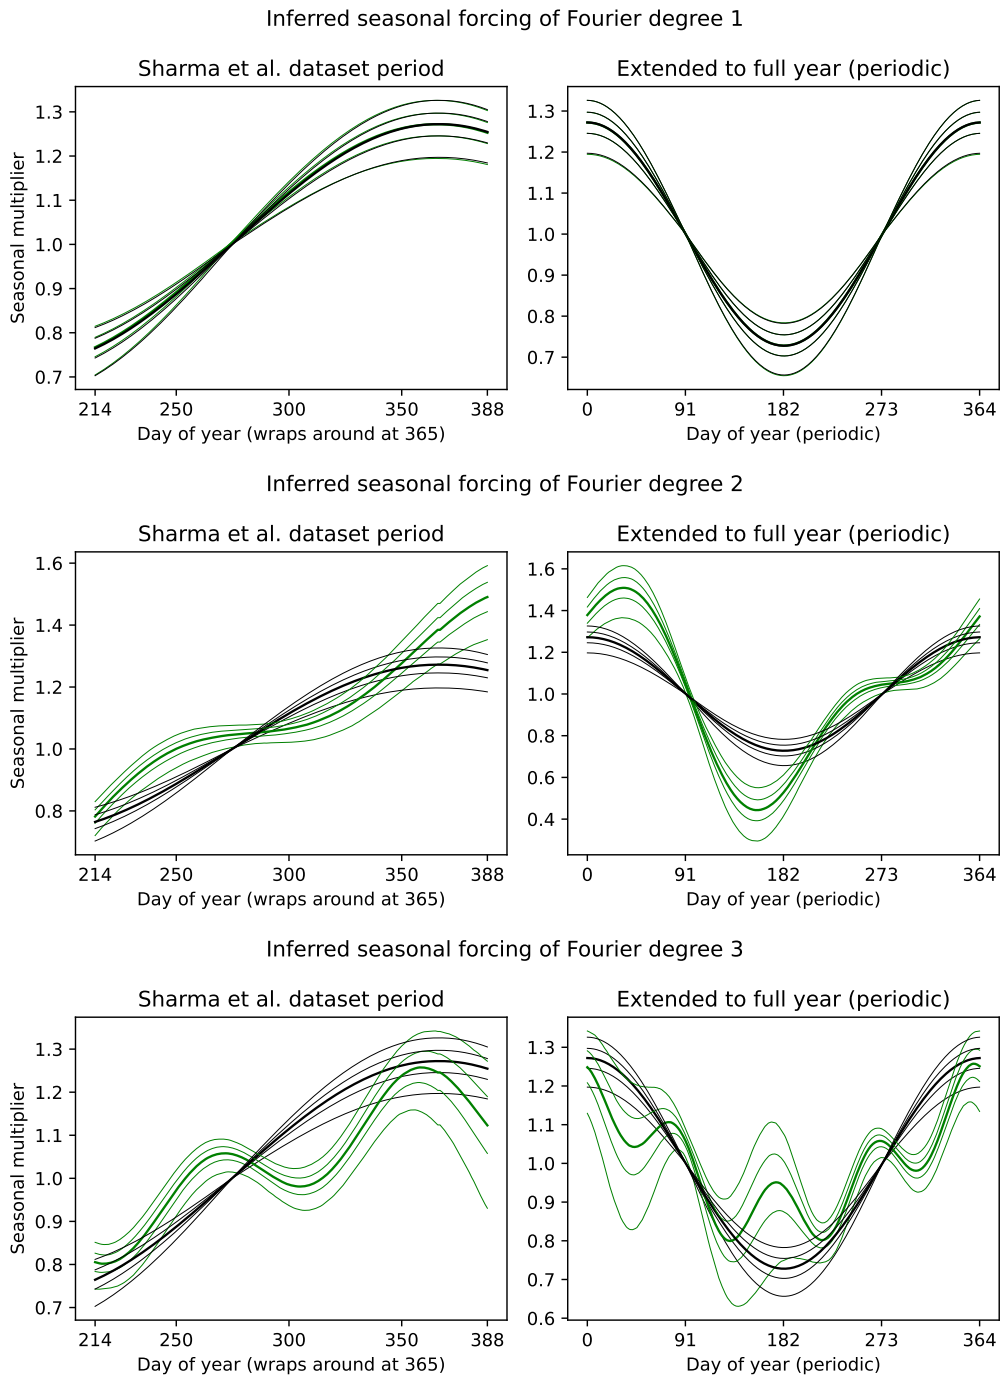 Inferred seasonal forcing of Fourier degree 1
Sharma et al. dataset period
Extended to full year (periodic)
Seasonal multiplier
1.3
1.2
1.1
1.0
0.9
0.8
0.7
214 250 300 350 388
Day of year (wraps around at 365)
1.3
1.2
1.1
1.0
0.9
0.8
0.7
0 91 182 273 364
Day of year (periodic)
Inferred seasonal forcing of Fourier degree 2
Sharma et al. dataset period
Extended to full year (periodic)
Seasonal multiplier
1.6
1.4
1.2
1.0
0.8
214 250 300 350 388
Day of year (wraps around at 365)
1.6
1.4
1.2
1.0
0.8
0.6
0.4
0 91 182 273 364
Day of year (periodic)
Inferred seasonal forcing of Fourier degree 3
Sharma et al. dataset period
Extended to full year (periodic)
Seasonal multiplier
1.3
1.2
1.1
1.0
0.9
0.8
0.7
214 250 300 350 388
Day of year (wraps around at 365)
1.3
1.2
1.1
1.0
0.9
0.8
0.7
0.6
0 91 182 273 364
Day of year (periodic)